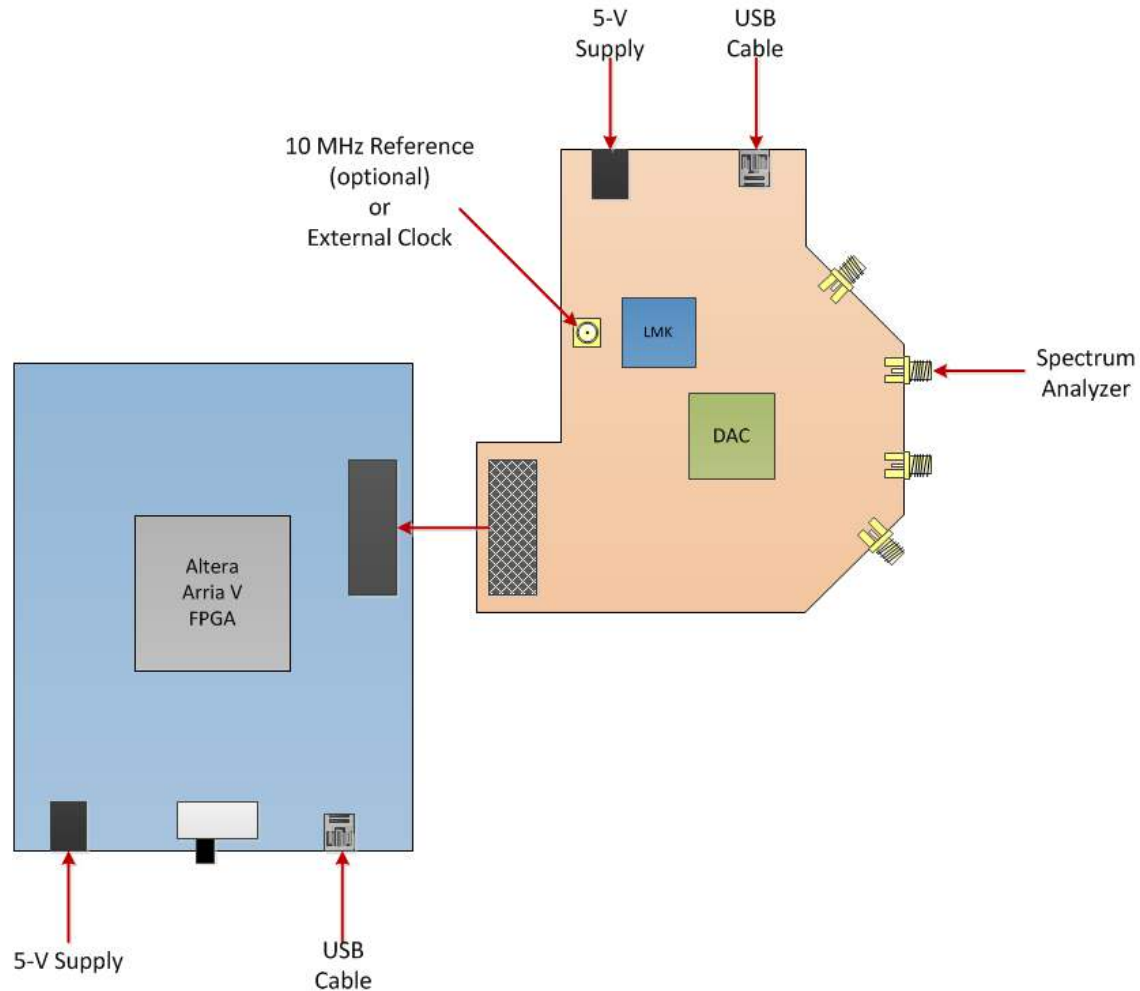 5-V
Supply
USB
Cable
10 MHz Reference
(optional)
or
External Clock
LMK
Spectrum
Analyzer
DAC
Altera
Arria V
FPGA
5-V Supply
USB
Cable